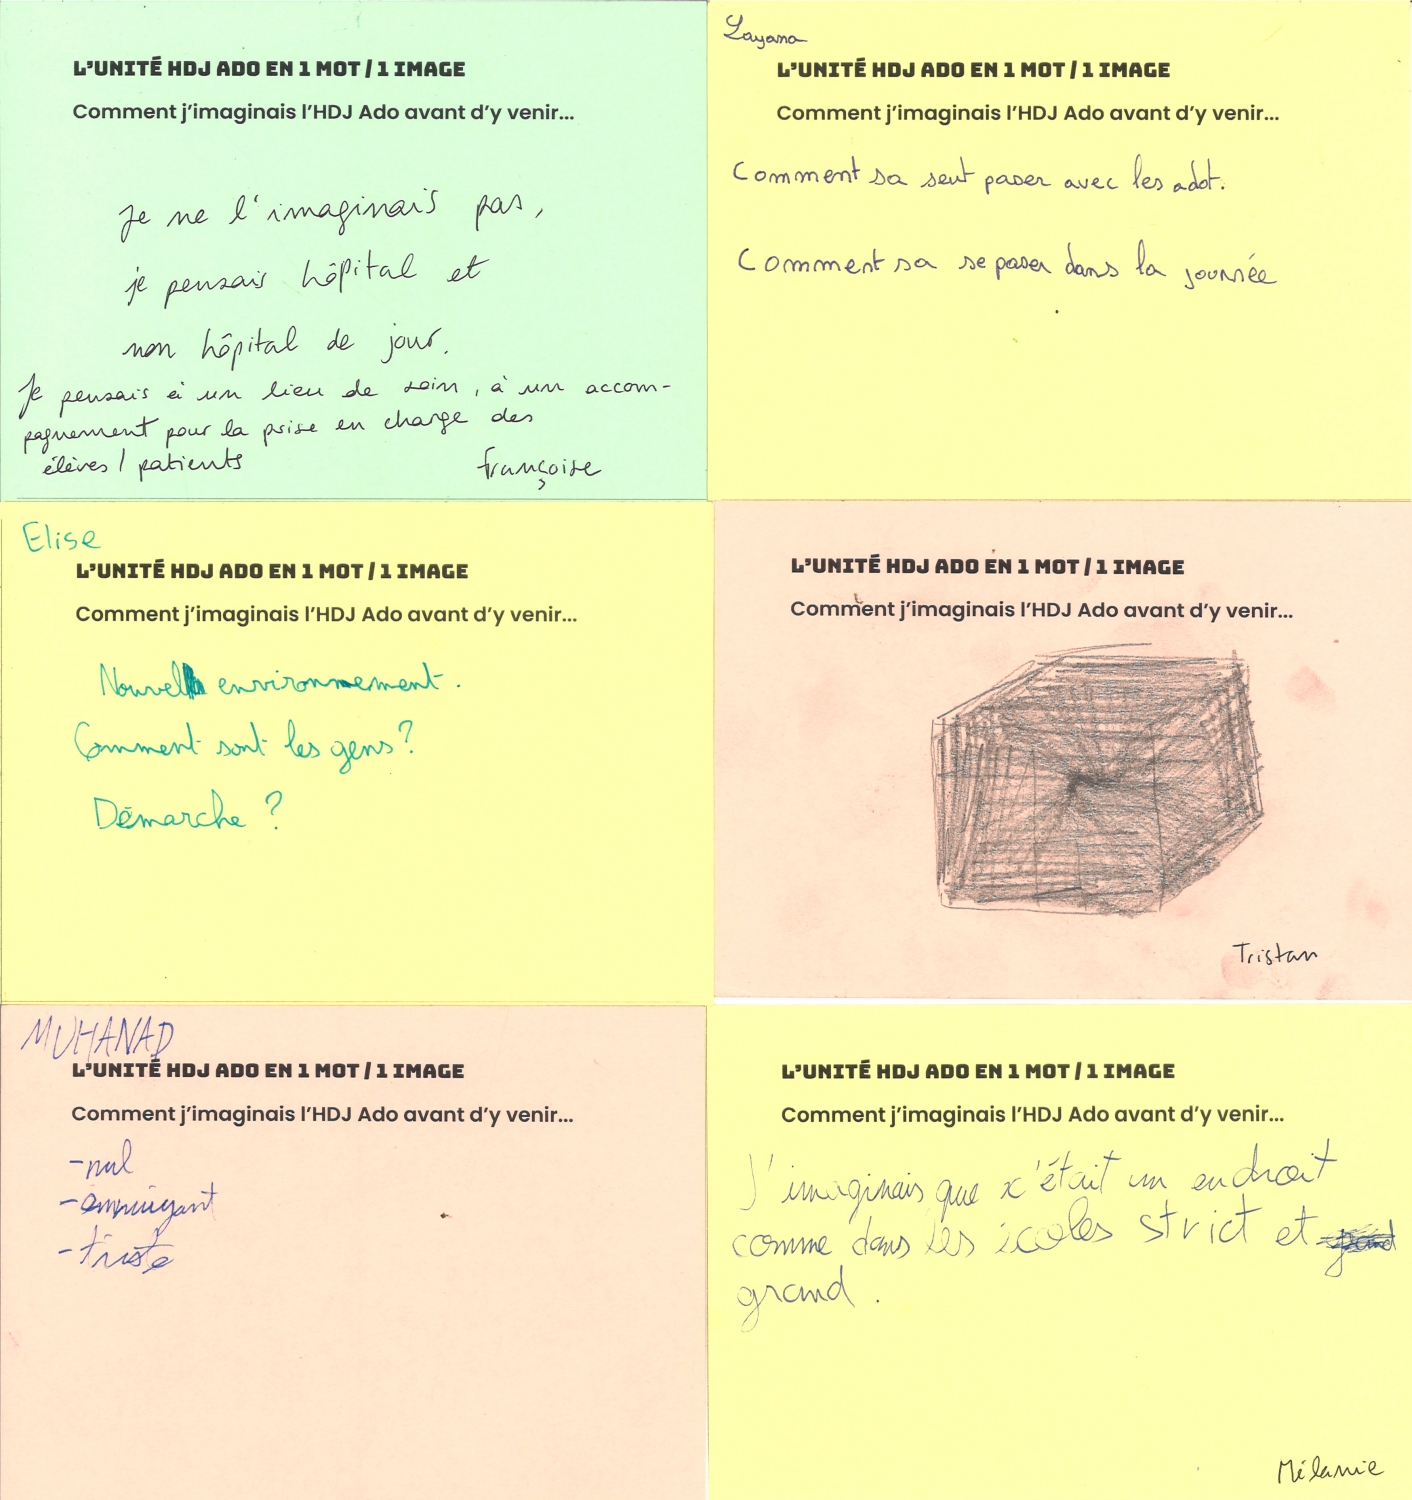 L'UNITÉ HDJ ADO EN 1 MOT / 1 IMAGE
Comment j'imaginais l'HDJ Ado avant d'y venir...
Je ne l'imaginais pas,
je pensais hôpital et
non hôpital de jour.
Je pensais à un lieu de soin, à un accom-
pagnement pour la prise en charge des
élèves / patients
Françoise
Layana
L'UNITÉ HDJ ADO EN 1 MOT / 1 IMAGE
Comment j'imaginais l'HDJ Ado avant d'y venir...
Comment sa seut paser avec les adot.
Comment sa se paser dans la journée
Elise
L'UNITÉ HDJ ADO EN 1 MOT / 1 IMAGE
Comment j'imaginais l'HDJ Ado avant d'y venir...
Nouvel environnement.
Comment sont les gens ?
Démarche ?
L'UNITÉ HDJ ADO EN 1 MOT / 1 IMAGE
Comment j'imaginais l'HDJ Ado avant d'y venir...
Tristan
MUHANAD
L'UNITÉ HDJ ADO EN 1 MOT / 1 IMAGE
Comment j'imaginais l'HDJ Ado avant d'y venir...
- nul
- ennuiyant
- triste
L'UNITÉ HDJ ADO EN 1 MOT / 1 IMAGE
Comment j'imaginais l'HDJ Ado avant d'y venir...
J'imaginais que c'était un endroit
comme dans les écoles strict et
grand.
Mélanie